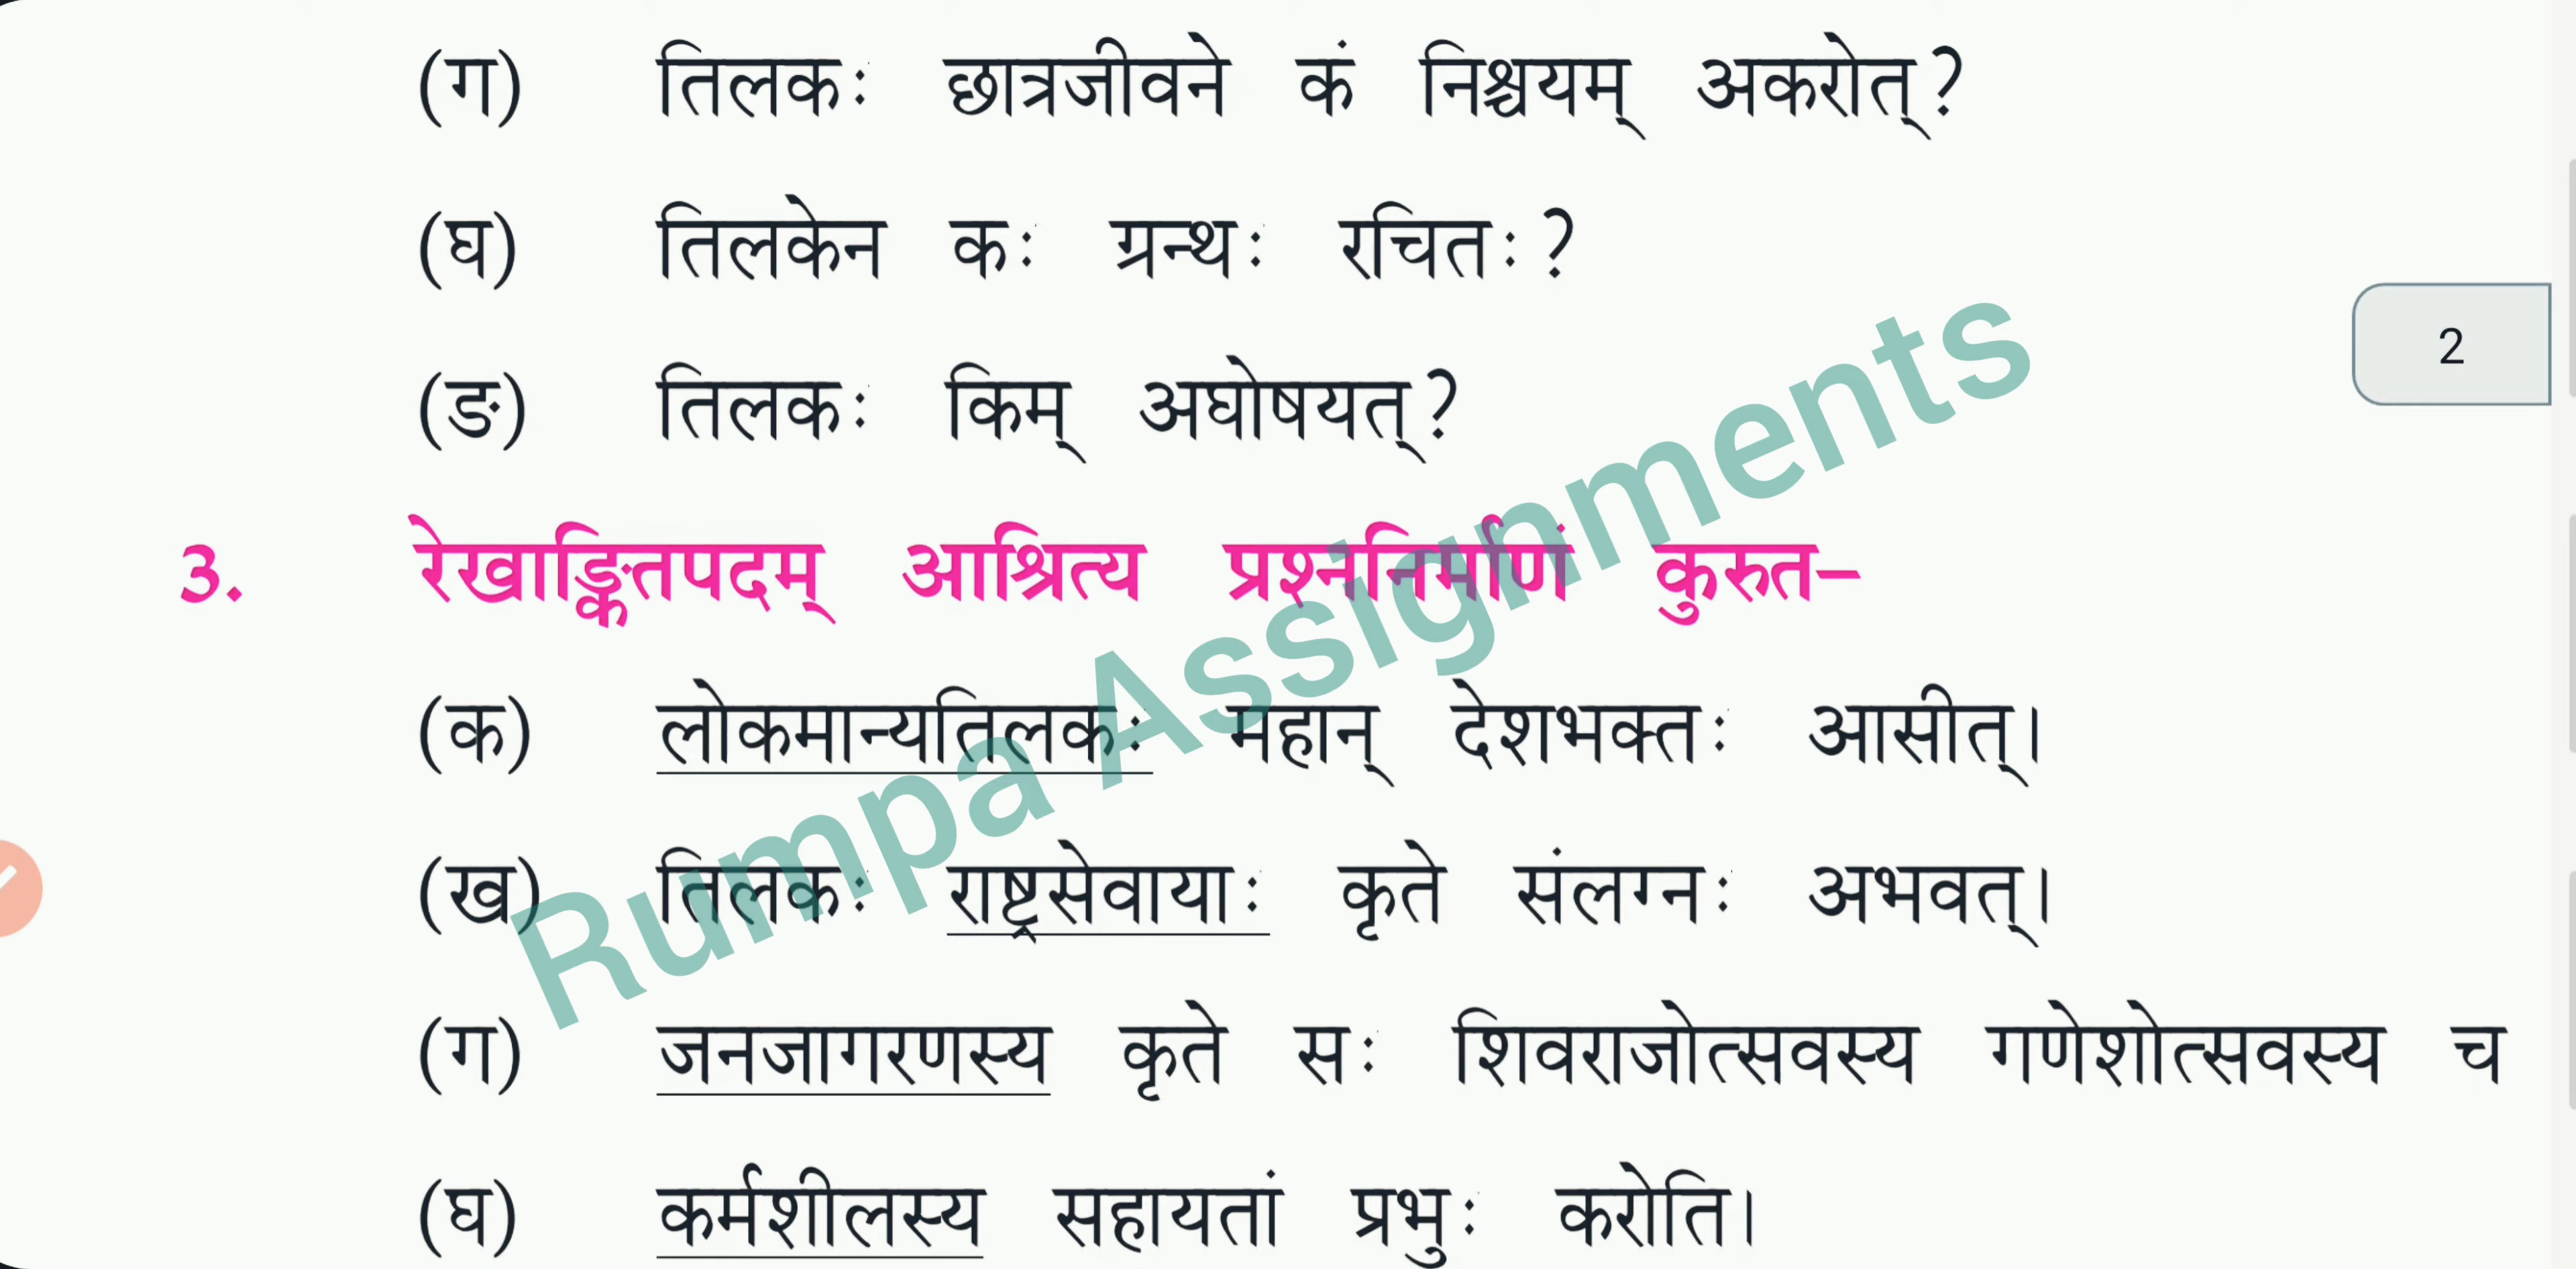 (ग) तिलकः छात्रजीवने कं निश्चयम् अकरोत्?
(घ) तिलकेन कः ग्रन्थः रचितः?
2
(ङ) तिलकः किम् अघोषयत्?
3. रेखाङ्कितपदम् आश्रित्य प्रश्ननिर्माणं कुरुत–
(क) लोकमान्यतिलकः महान् देशभक्तः आसीत्।
(ख) तिलकः राष्ट्रसेवायाः कृते संलग्नः अभवत्।
(ग) जनजागरणस्य कृते सः शिवराजोत्सवस्य गणेशोत्सवस्य च
(घ) कर्मशीलस्य सहायतां प्रभुः करोति।
Rumpa Assignments